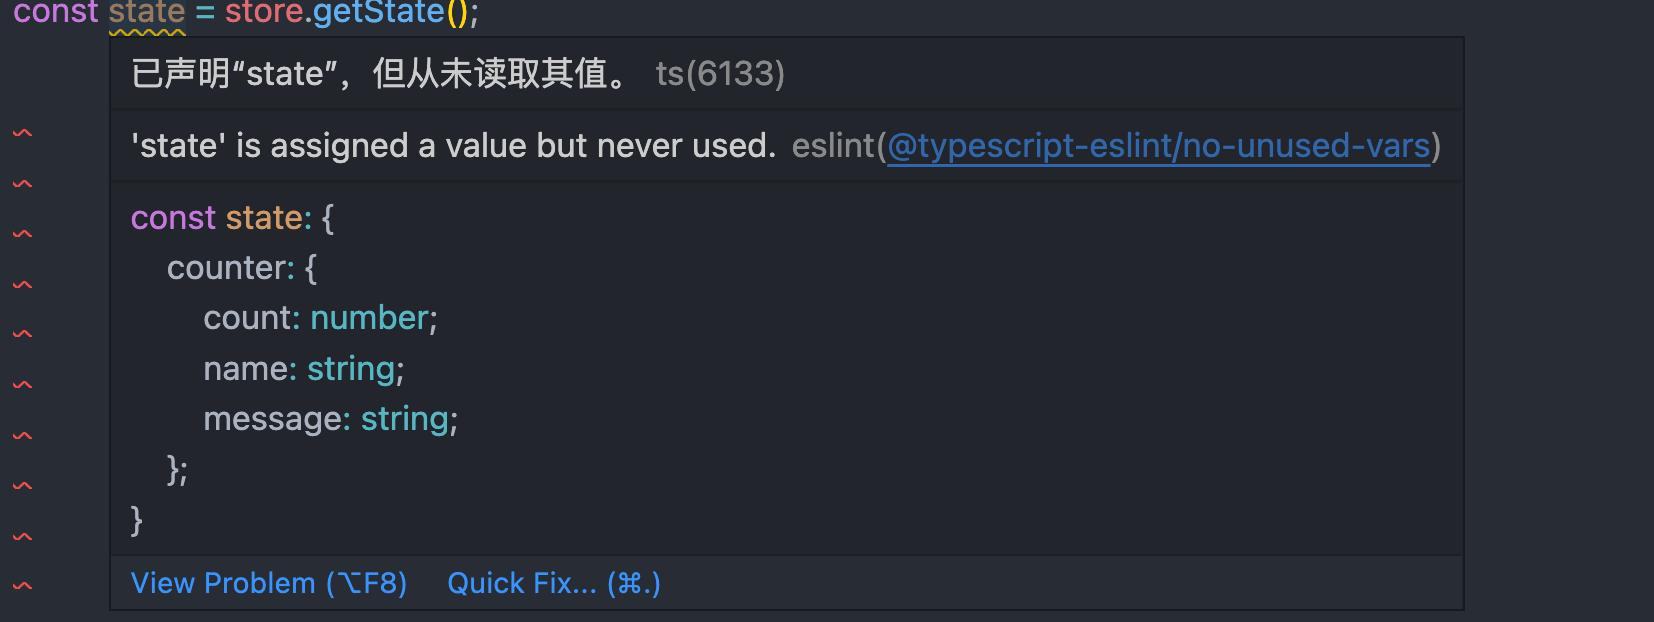 const state = store.getState();
已声明“state”，但从未读取其值。 ts(6133)
'state' is assigned a value but never used. eslint(@typescript-eslint/no-unused-vars)
const state: {
counter: {
count: number;
name: string;
message: string;
};
}
View Problem (⌥F8) Quick Fix... (⌘.)